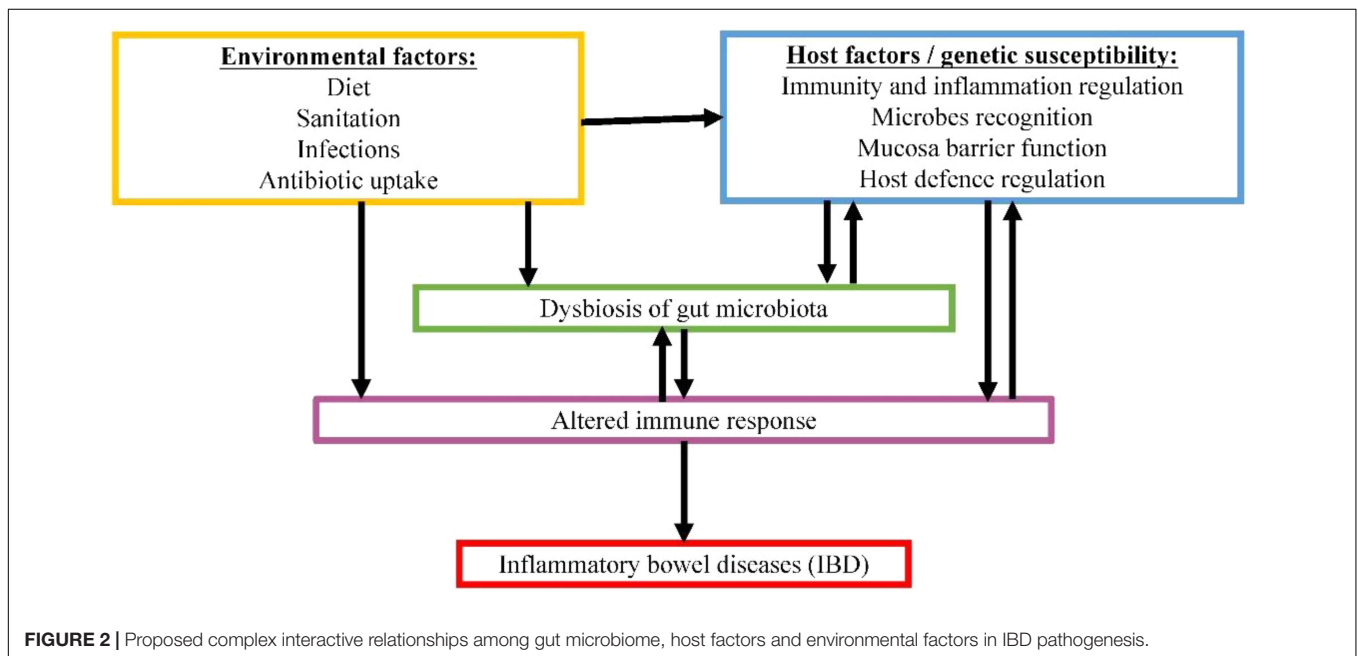 Environmental factors:
Diet
Sanitation
Infections
Antibiotic uptake
Host factors / genetic susceptibility:
Immunity and inflammation regulation
Microbes recognition
Mucosa barrier function
Host defence regulation
Dysbiosis of gut microbiota
Altered immune response
Inflammatory bowel diseases (IBD)
FIGURE 2 | Proposed complex interactive relationships among gut microbiome, host factors and environmental factors in IBD pathogenesis.